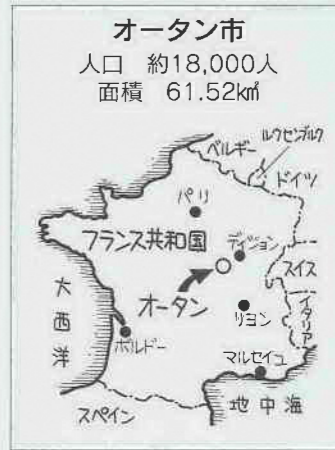 オータン市
人口 約18,000人
面積 61.52k㎡
ルクセンブルク
ベルギー
ドイツ
パリ
フランス共和国
ディジョン
スイス
オータン
イタリア
大西洋
リヨン
ボルドー
マルセイユ
スペイン
地中海